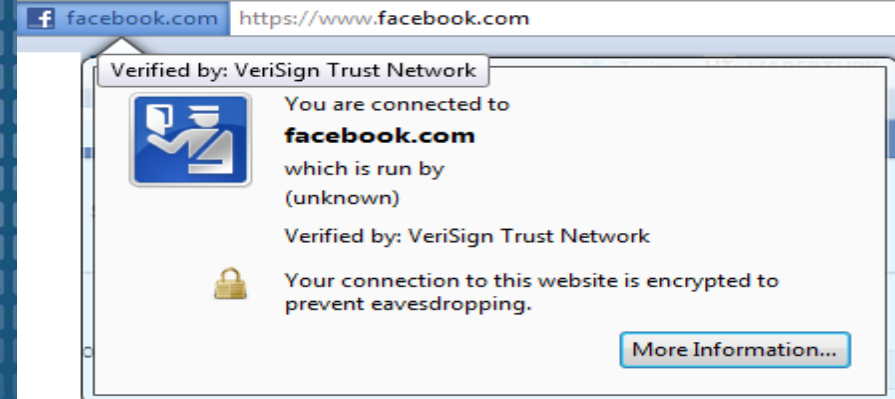 facebook.com https://www.facebook.com
Verified by: VeriSign Trust Network
You are connected to
facebook.com
which is run by
(unknown)
Verified by: VeriSign Trust Network
Your connection to this website is encrypted to
prevent eavesdropping.
More Information...